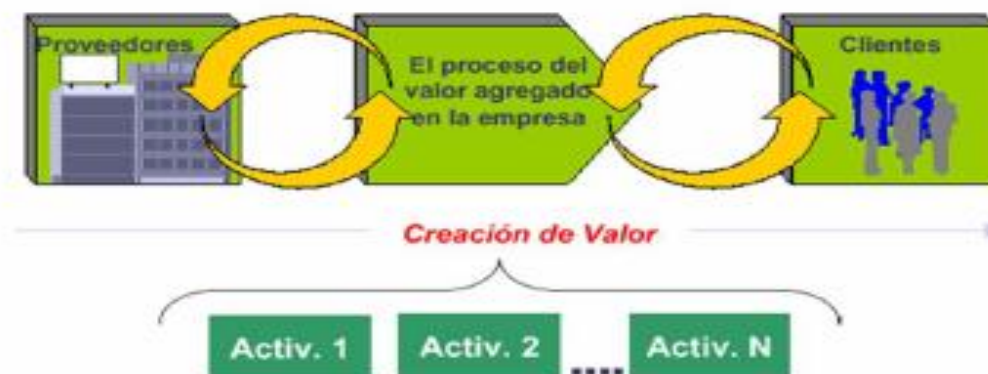 Proveedores
El proceso del
valor agregado
en la empresa
Clientes
Creación de Valor
Activ. 1
Activ. 2
....
Activ. N